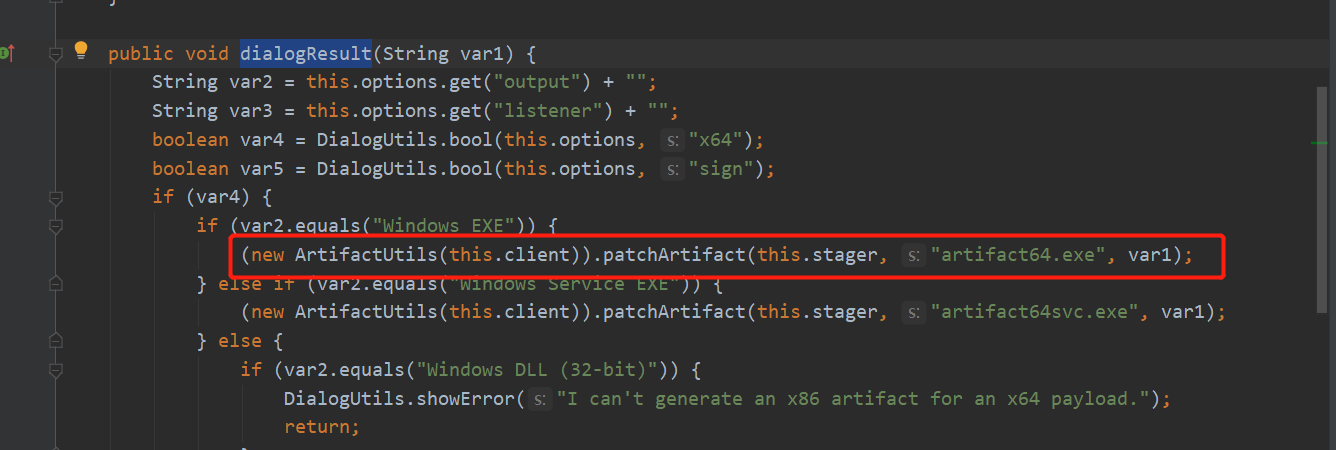 }
public void dialogResult(String var1) {
String var2 = this.options.get("output") + "";
String var3 = this.options.get("listener") + "";
boolean var4 = DialogUtils.bool(this.options, s: "x64");
boolean var5 = DialogUtils.bool(this.options, s: "sign");
if (var4) {
if (var2.equals("Windows EXE")) {
(new ArtifactUtils(this.client)).patchArtifact(this.stager, s: "artifact64.exe", var1);
} else if (var2.equals("Windows Service EXE")) {
(new ArtifactUtils(this.client)).patchArtifact(this.stager, s: "artifact64svc.exe", var1);
} else {
if (var2.equals("Windows DLL (32-bit)")) {
DialogUtils.showError( s: "I can't generate an x86 artifact for an x64 payload.");
return;
}